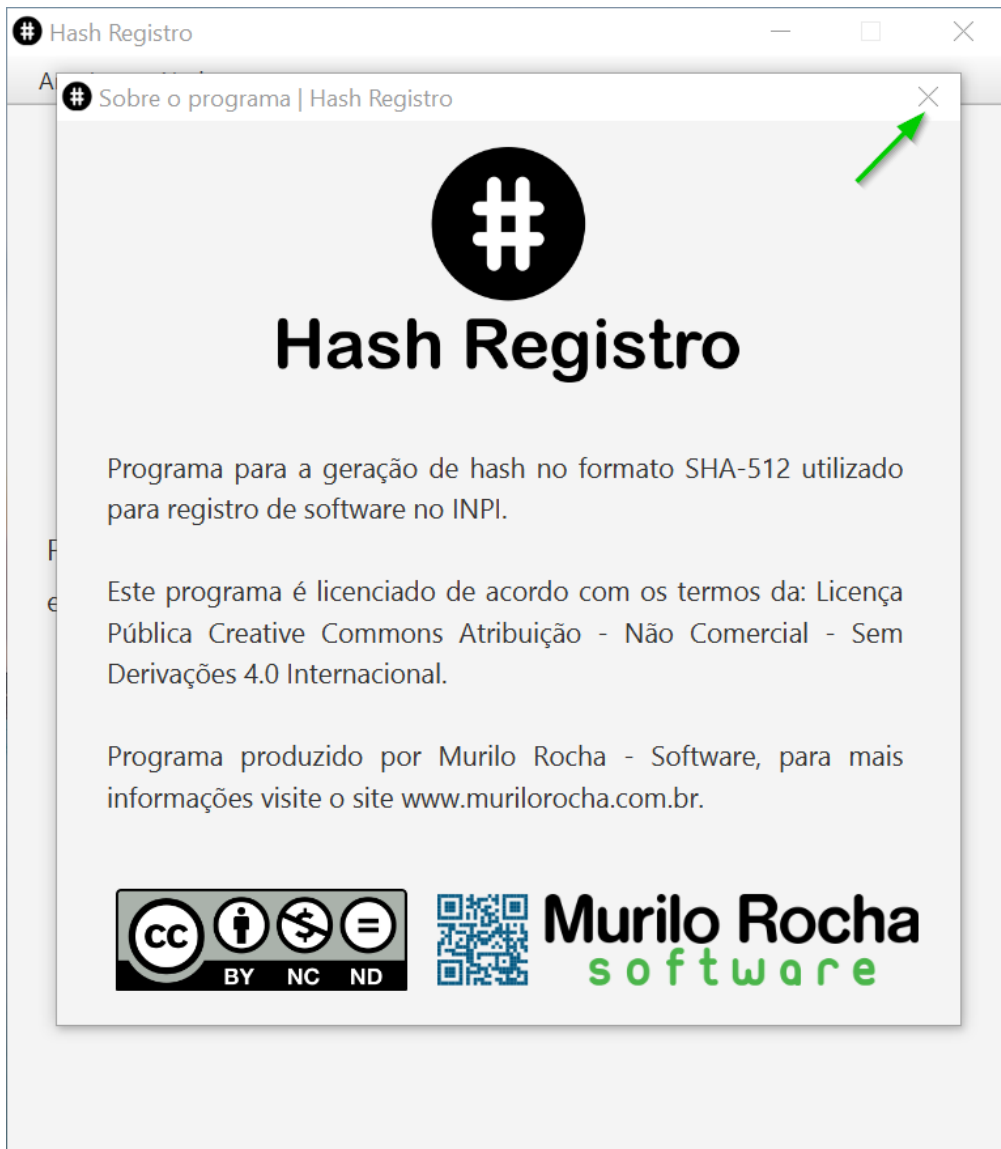 Hash Registro
Sobre o programa | Hash Registro
Hash Registro
Programa para a geração de hash no formato SHA-512 utilizado
para registro de software no INPI.
Este programa é licenciado de acordo com os termos da: Licença
Pública Creative Commons Atribuição - Não Comercial - Sem
Derivações 4.0 Internacional.
Programa produzido por Murilo Rocha - Software, para mais
informações visite o site www.murilorocha.com.br.
cc
BY NC ND
Murilo Rocha
software